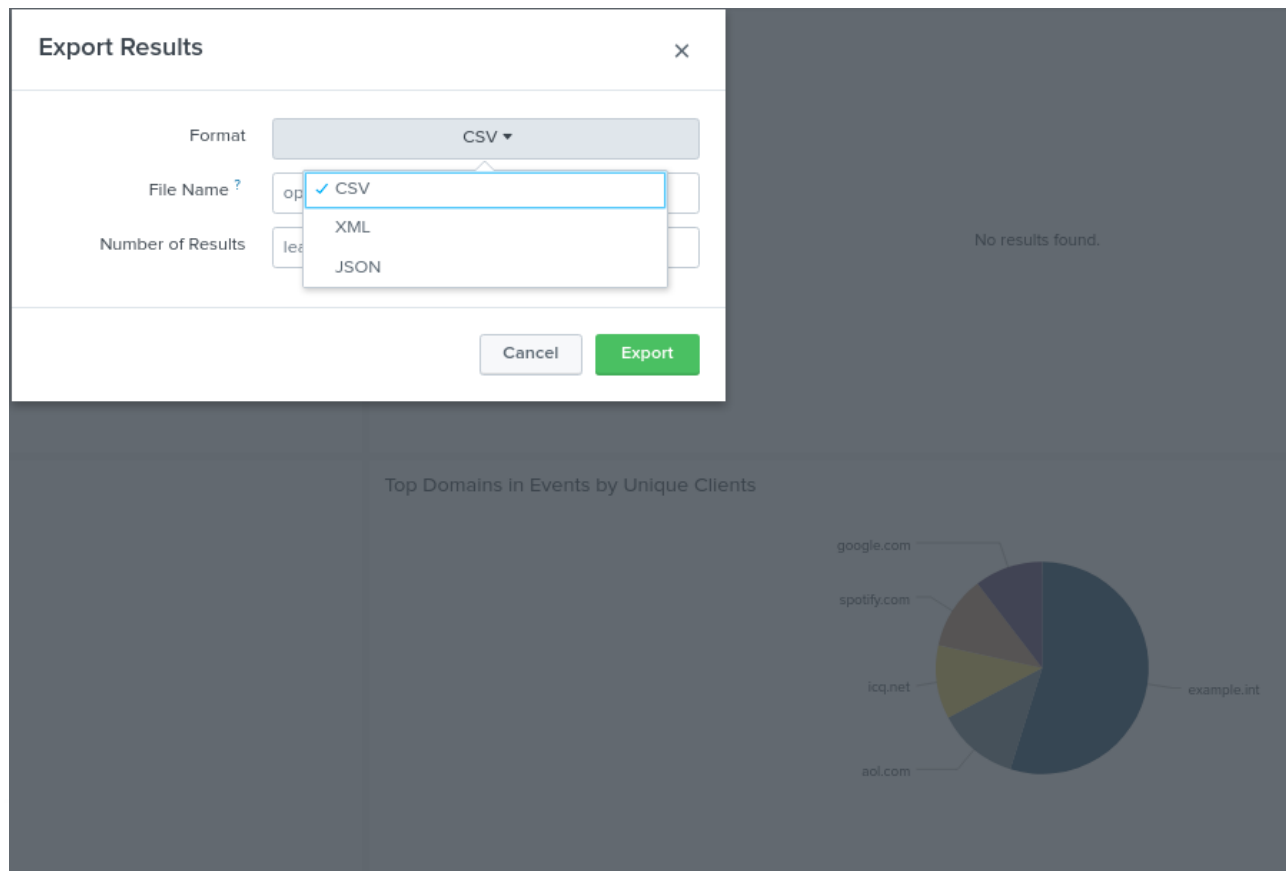 Export Results
Format
CSV
File Name ?
op
CSV
XML
Number of Results
lea
JSON
Cancel
Export
No results found.
Top Domains in Events by Unique Clients
google.com
spotify.com
icq.net
example.int
aol.com